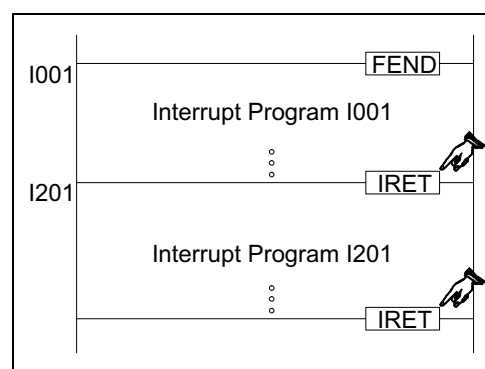 FEND
I001
Interrupt Program I001
IRET
I201
Interrupt Program I201
IRET